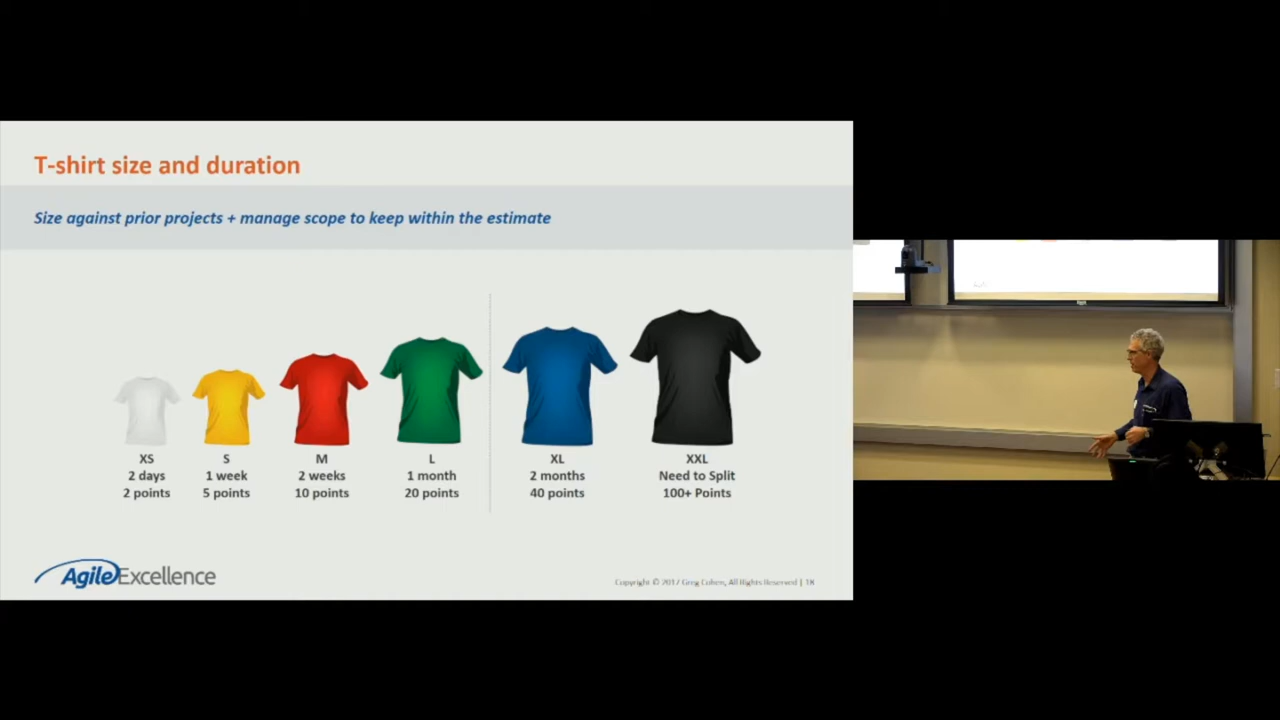 T-shirt size and duration
Size against prior projects + manage scope to keep within the estimate
XS
2 days
2 points
S
1 week
5 points
M
2 weeks
10 points
L
1 month
20 points
XL
2 months
40 points
XXL
Need to Split
100+ Points
AgileExcellence
Copyright © 2017 Greg Cohen, All Rights Reserved | 18